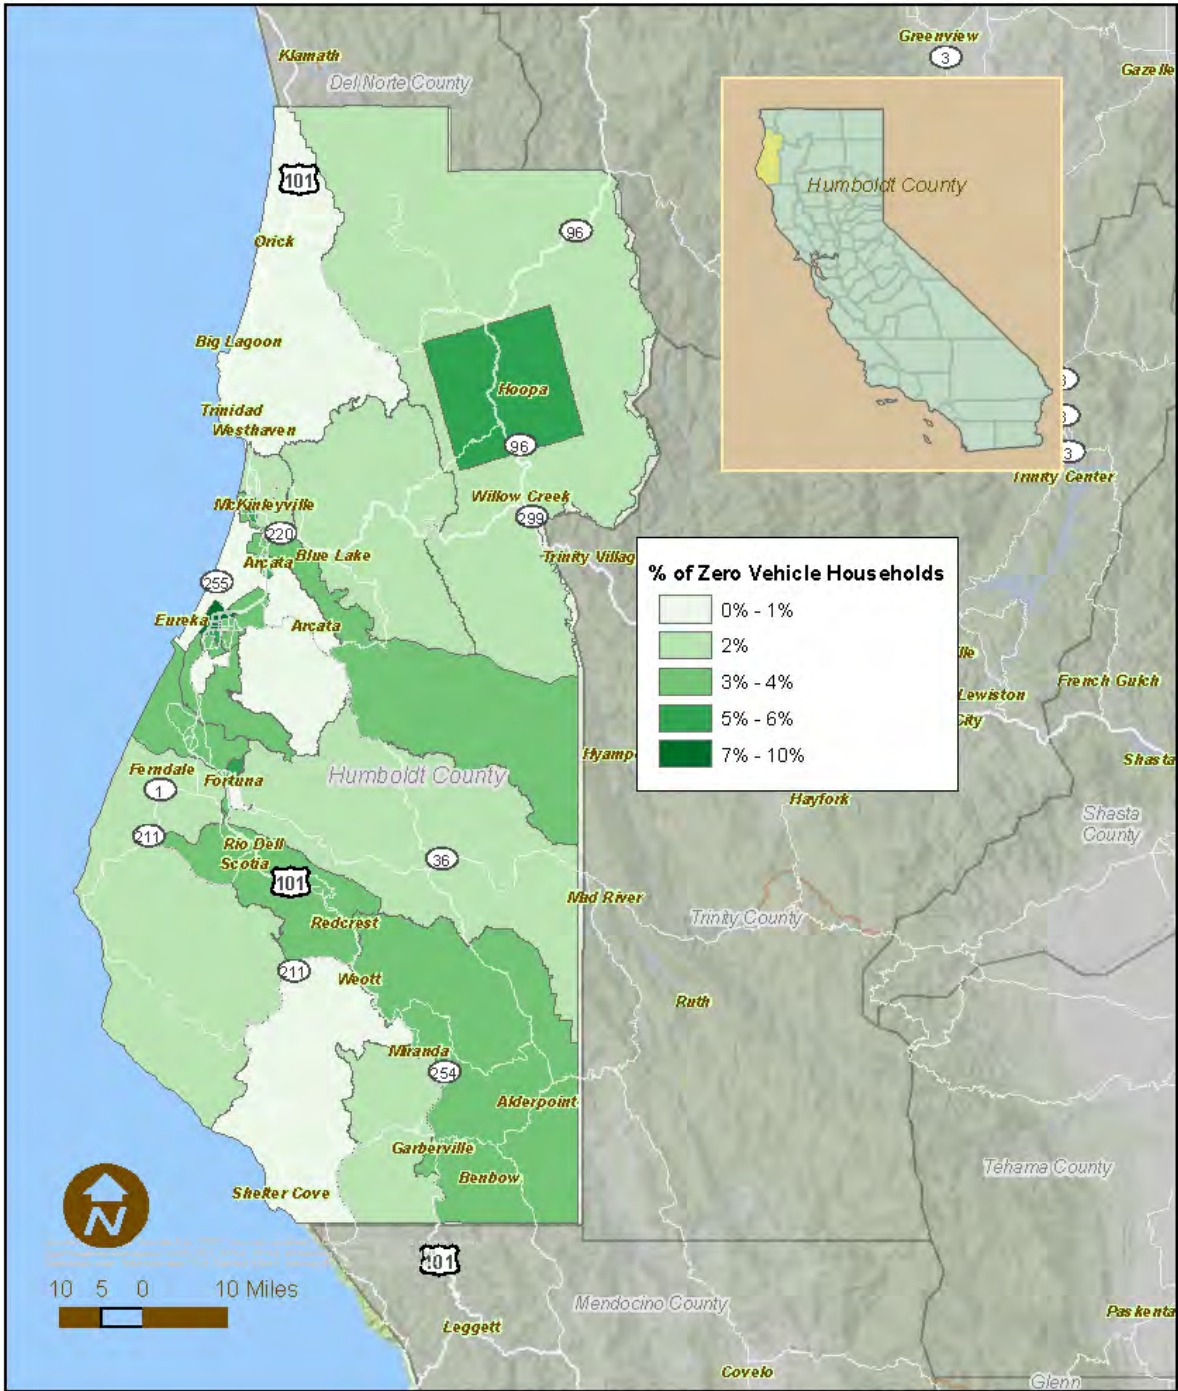 Klamath
Del Norte County
Greenview
3
Gazelle
101
Humboldt County
Orick
96
Big Lagoon
Hoopa
Trinidad
Westhaven
96
3
Trinity Center
McKinleyville
Willow Creek
299
220
Arcata
Blue Lake
Trinity Villag
255
Eureka
Arcata
% of Zero Vehicle Households
0% - 1%
2%
3% - 4%
5% - 6%
7% - 10%
lle
Lewiston
City
French Gulch
Hyampo
Shasta
Ferndale
Fortuna
Humboldt County
1
Hayfork
Shasta
County
211
Rio Dell
Scotia
36
101
Mad River
Redcrest
Trinity County
211
Weott
Ruth
Miranda
254
Alderpoint
Garberville
Benbow
Tehama County
Shelter Cove
N
101
10 5 0 10 Miles
Mendocino County
Leggett
Paskenta
Covelo
Glenn